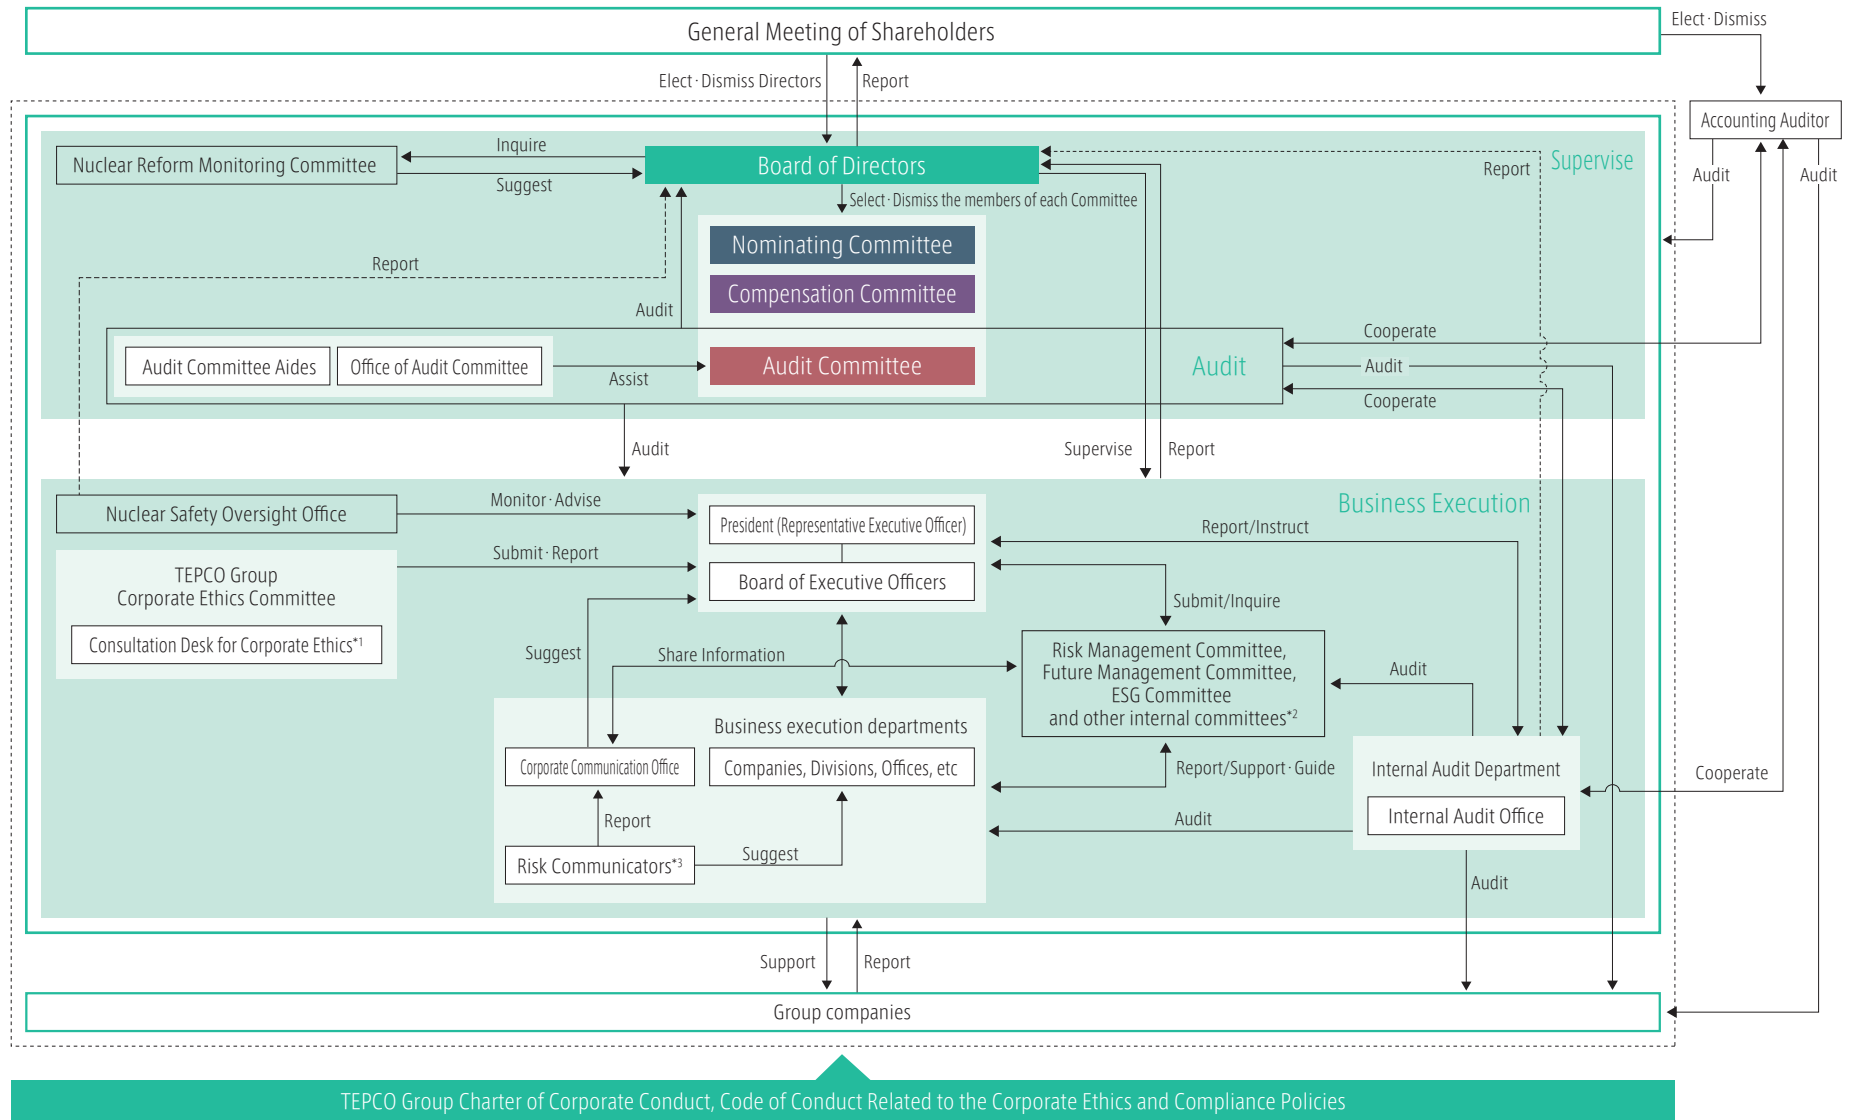 Elect · Dismiss
General Meeting of Shareholders
Elect · Dismiss Directors
Report
Accounting Auditor
Inquire
Nuclear Reform Monitoring Committee
Board of Directors
Supervise
Report
Suggest
Audit
Audit
Select · Dismiss the members of each Committee
Nominating Committee
Report
Compensation Committee
Audit
Cooperate
Audit Committee Aides
Office of Audit Committee
Assist
Audit Committee
Audit
Audit
Cooperate
Audit
Supervise
Report
Nuclear Safety Oversight Office
Monitor · Advise
Business Execution
President (Representative Executive Officer)
Report/Instruct
Submit · Report
TEPCO Group
Corporate Ethics Committee
Board of Executive Officers
Submit/Inquire
Consultation Desk for Corporate Ethics*1
Suggest
Share Information
Risk Management Committee,
Future Management Committee,
ESG Committee
and other internal committees*2
Audit
Business execution departments
Corporate Communication Office
Companies, Divisions, Offices, etc
Report/Support · Guide
Internal Audit Department
Cooperate
Internal Audit Office
Report
Audit
Suggest
Risk Communicators*3
Audit
Support
Report
Group companies
TEPCO Group Charter of Corporate Conduct, Code of Conduct Related to the Corporate Ethics and Compliance Policies